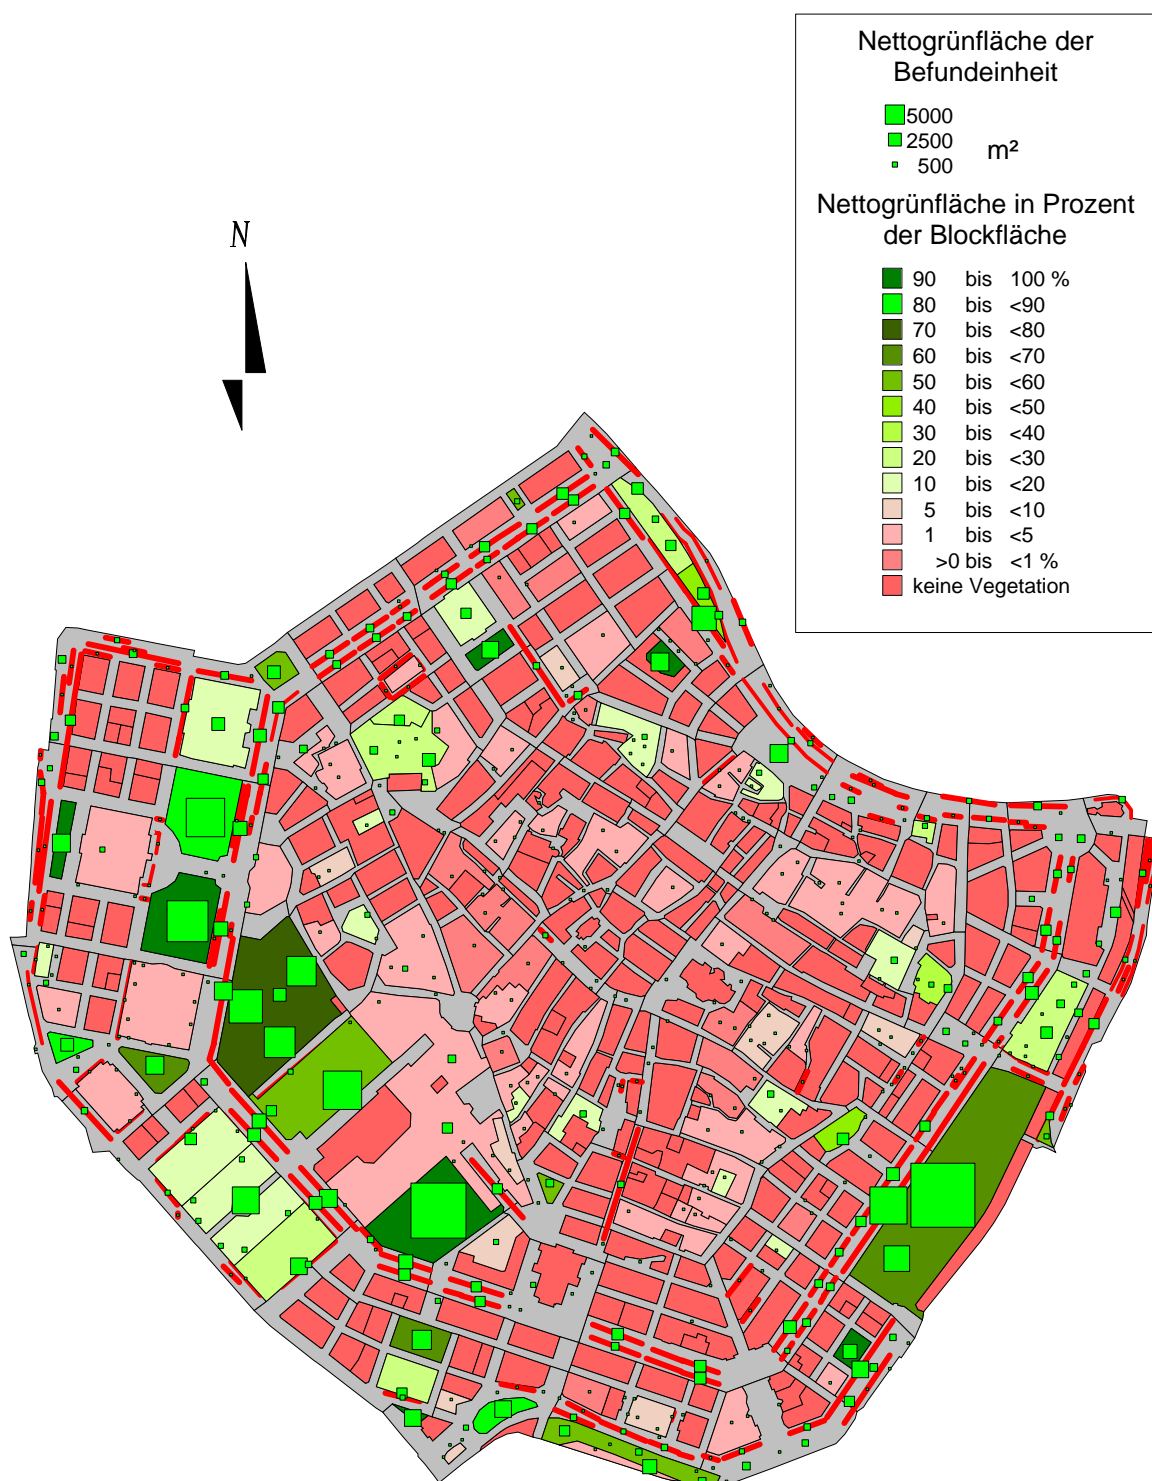 Nettogrünfläche der
Befundeinheit
5000
2500
m²
500
Nettogrünfläche in Prozent
der Blockfläche
90 bis 100 %
80 bis <90
70 bis <80
60 bis <70
50 bis <60
40 bis <50
30 bis <40
20 bis <30
10 bis <20
5 bis <10
1 bis <5
>0 bis <1 %
keine Vegetation
N